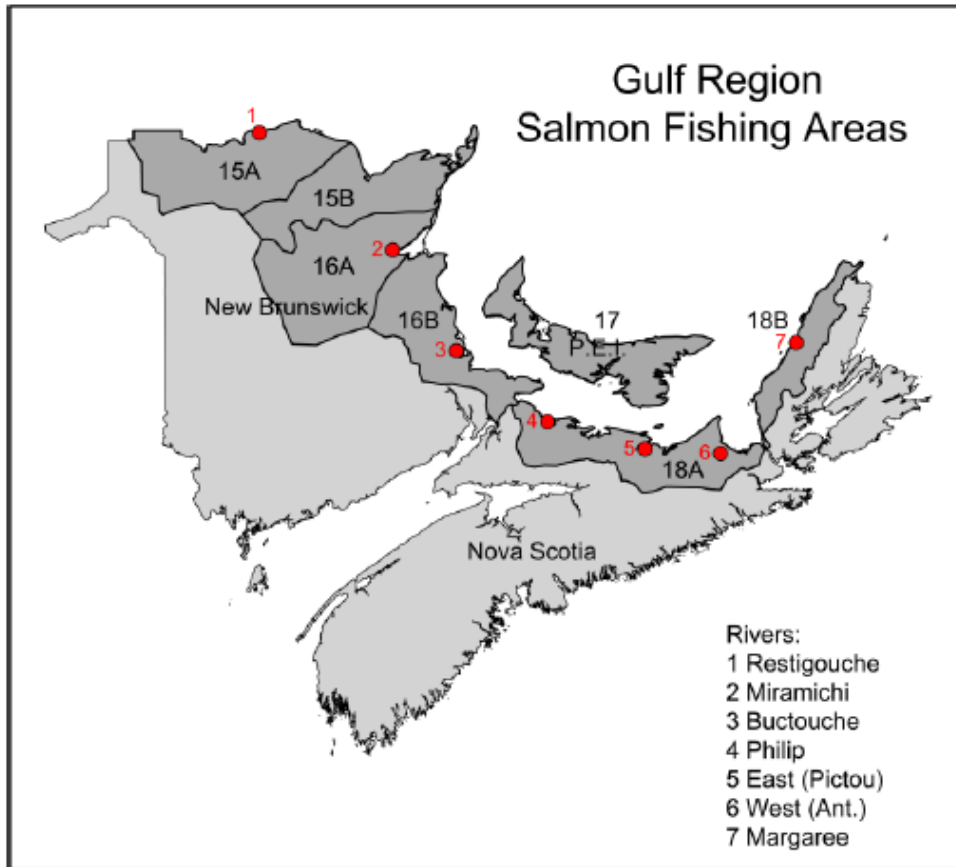 Gulf Region
Salmon Fishing Areas
1
15A
15B
2
16A
New Brunswick
16B
3
17
P.E.I.
18B
7
4
5
6
18A
Nova Scotia
Rivers:
1 Restigouche
2 Miramichi
3 Buctouche
4 Philip
5 East (Pictou)
6 West (Ant.)
7 Margaree